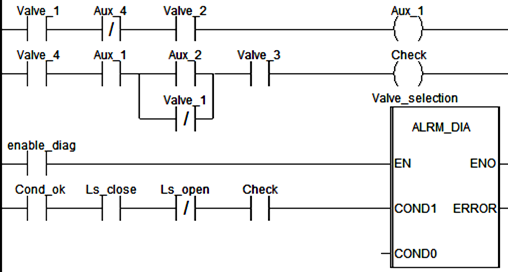 Valve_1 Aux_4 Valve_2 Aux_1
Valve_4 Aux_1 Aux_2 Valve_3 Check
Valve_1
Valve_selection
ALRM_DIA
enable_diag
EN ENO
Cond_ok Ls_close Ls_open Check
COND1 ERROR
COND0